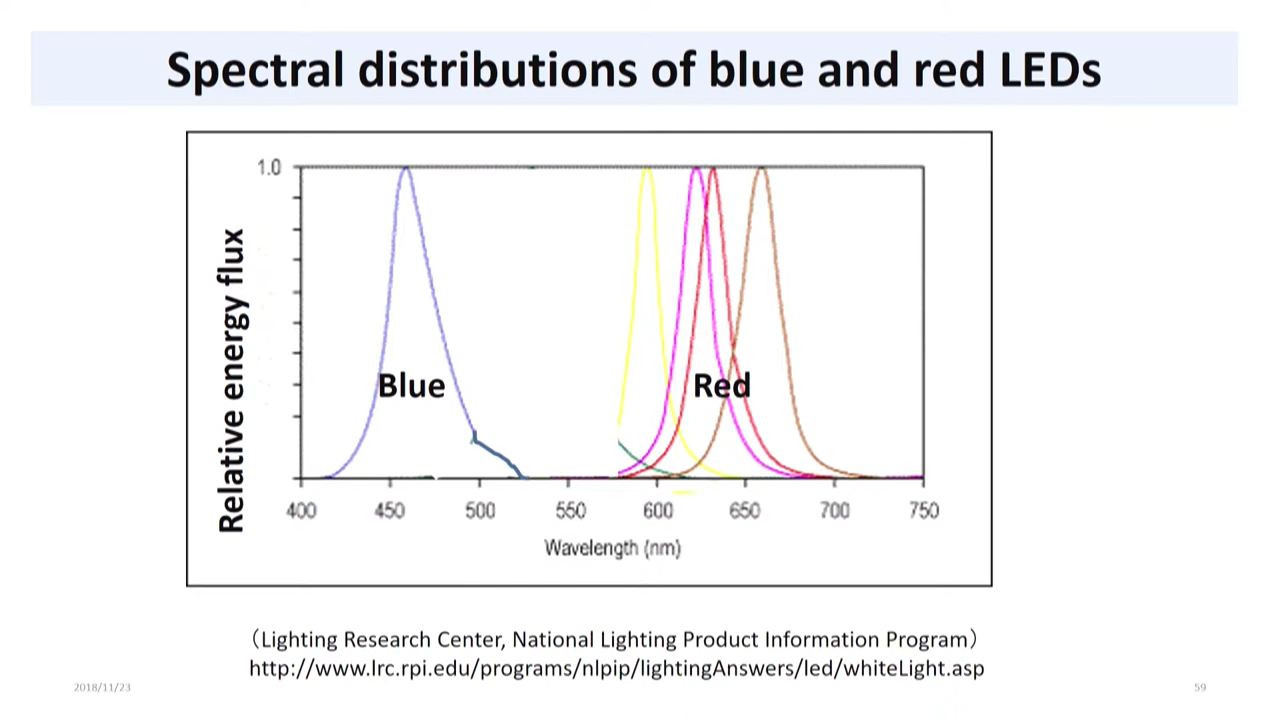 Spectral distributions of blue and red LEDs
1.0
Relative energy flux
Blue
Red
400 450 500 550 600 650 700 750
Wavelength (nm)
（Lighting Research Center, National Lighting Product Information Program）
http://www.lrc.rpi.edu/programs/nlpip/lightingAnswers/led/whiteLight.asp
2018/11/23
59